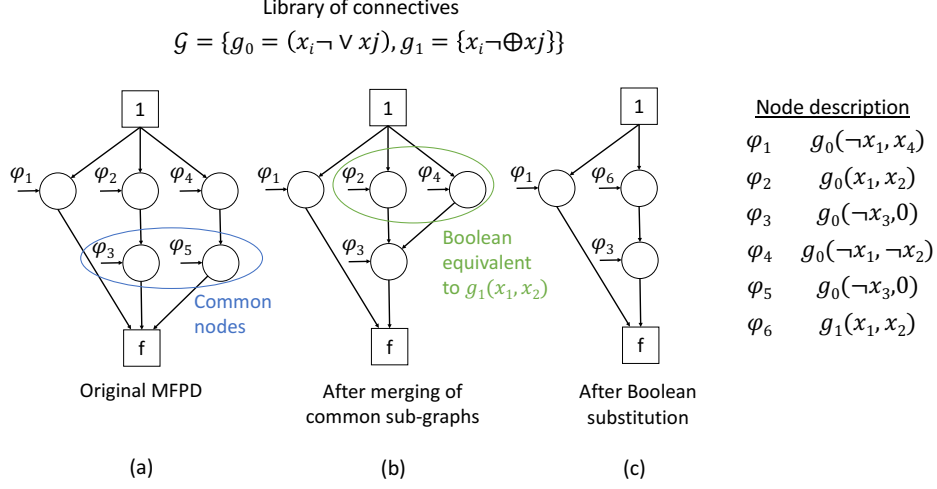 Library of connectives
𝒢 = {g₀ = (xᵢ¬ ∨ xj), g₁ = {xᵢ¬⊕xj}}
1
1
1
Node description
φ₁ g₀(¬x₁, x₄)
φ₂ g₀(x₁, x₂)
φ₃ g₀(¬x₃,0)
φ₄ g₀(¬x₁, ¬x₂)
φ₅ g₀(¬x₃,0)
φ₆ g₁(x₁, x₂)
φ₁
φ₂
φ₄
φ₃
φ₅
Common
nodes
f
φ₁
φ₂
φ₄
φ₃
Boolean
equivalent
to g₁(x₁, x₂)
f
φ₁
φ₆
φ₃
f
Original MFPD
After merging of
common sub-graphs
After Boolean
substitution
(a)
(b)
(c)